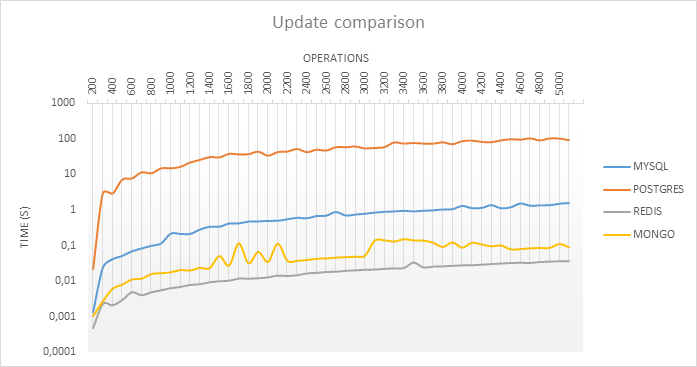 Update comparison
OPERATIONS
200 400 600 800 1000 1200 1400 1600 1800 2000 2200 2400 2600 2800 3000 3200 3400 3600 3800 4000 4200 4400 4600 4800 5000
1000
100
10
1
0,1
0,01
0,001
0,0001
TIME (S)
MYSQL
POSTGRES
REDIS
MONGO